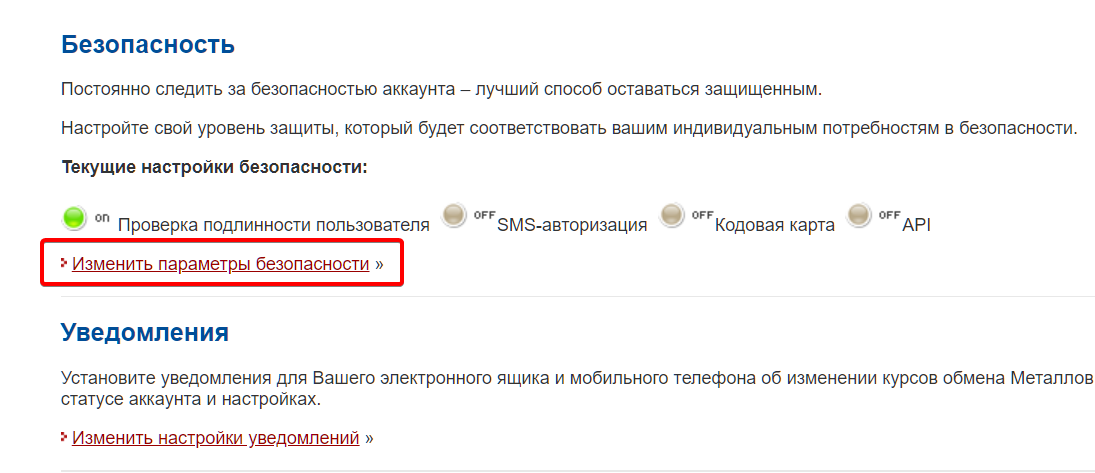 Безопасность
Постоянно следить за безопасностью аккаунта – лучший способ оставаться защищенным.
Настройте свой уровень защиты, который будет соответствовать вашим индивидуальным потребностям в безопасности.
Текущие настройки безопасности:
on Проверка подлинности пользователя OFF SMS-авторизация OFF Кодовая карта OFF API
Изменить параметры безопасности »
Уведомления
Установите уведомления для Вашего электронного ящика и мобильного телефона об изменении курсов обмена Металлов
статусе аккаунта и настройках.
Изменить настройки уведомлений »